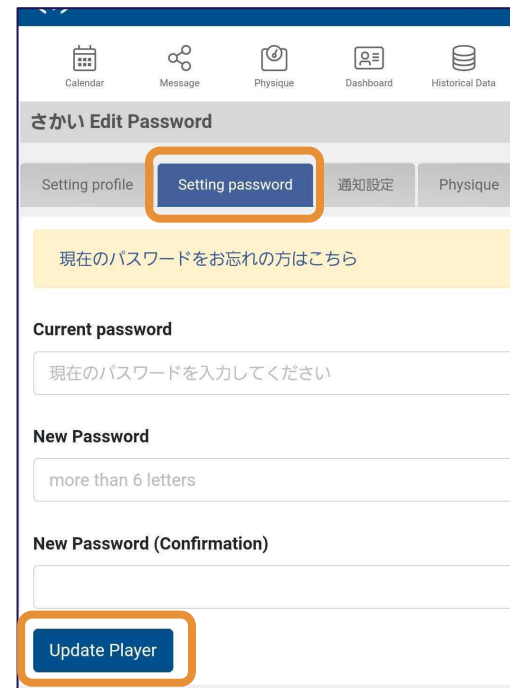 Calendar Message Physique Dashboard Historical Data
さかい Edit Password
Setting profile Setting password 通知設定 Physique
現在のパスワードをお忘れの方はこちら
Current password
現在のパスワードを入力してください
New Password
more than 6 letters
New Password (Confirmation)
Update Player